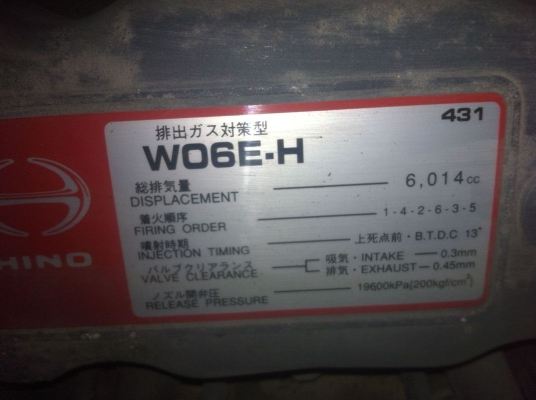 431
排出ガス対策型
W06E-H
総排気量
DISPLACEMENT 6,014cc
着火順序
FIRING ORDER 1-4-2-6-3-5
噴射時期
INJECTION TIMING 上死点前・B.T.D.C 13°
バルブクリアランス 吸気・INTAKE — 0.3mm
VALVE CLEARANCE 排気・EXHAUST — 0.45mm
ノズル開弁圧
RELEASE PRESSURE 19600kPa(200kgf/cm²)
HINO